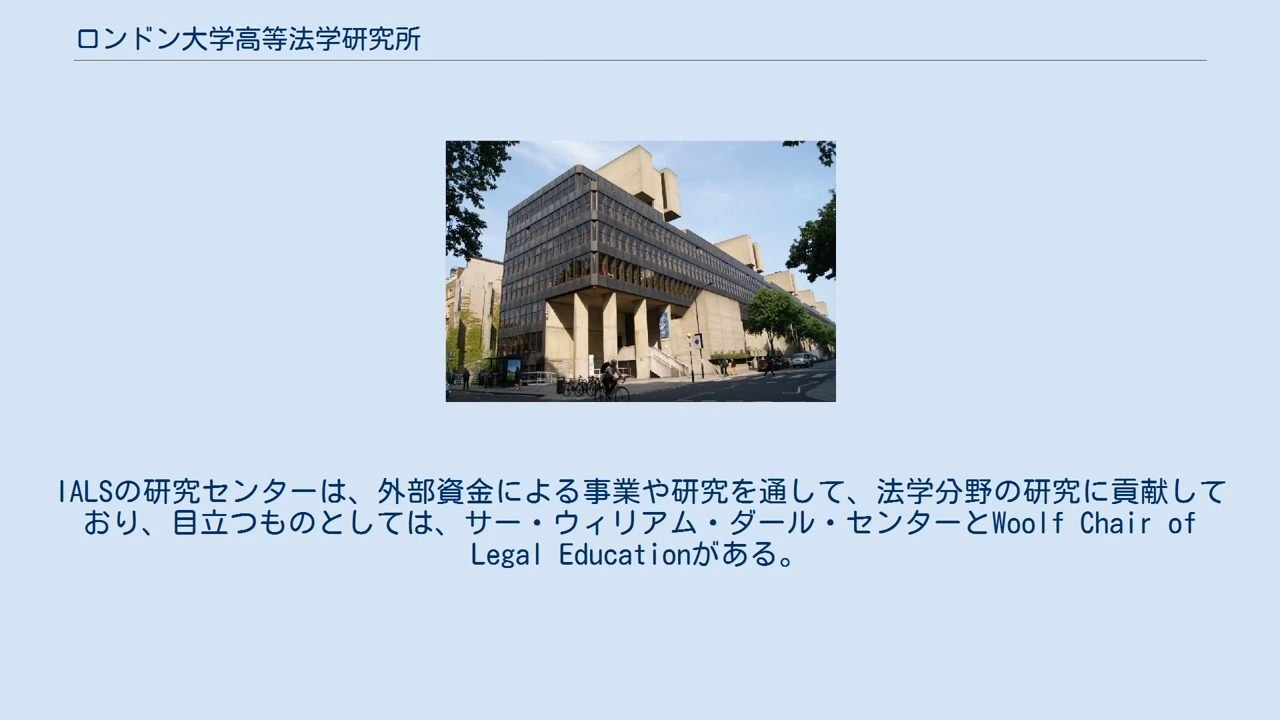 ロンドン大学高等法学研究所
IALSの研究センターは、外部資金による事業や研究を通して、法学分野の研究に貢献して
おり、目立つものとしては、サー・ウィリアム・ダール・センターとWoolf Chair of
Legal Educationがある。